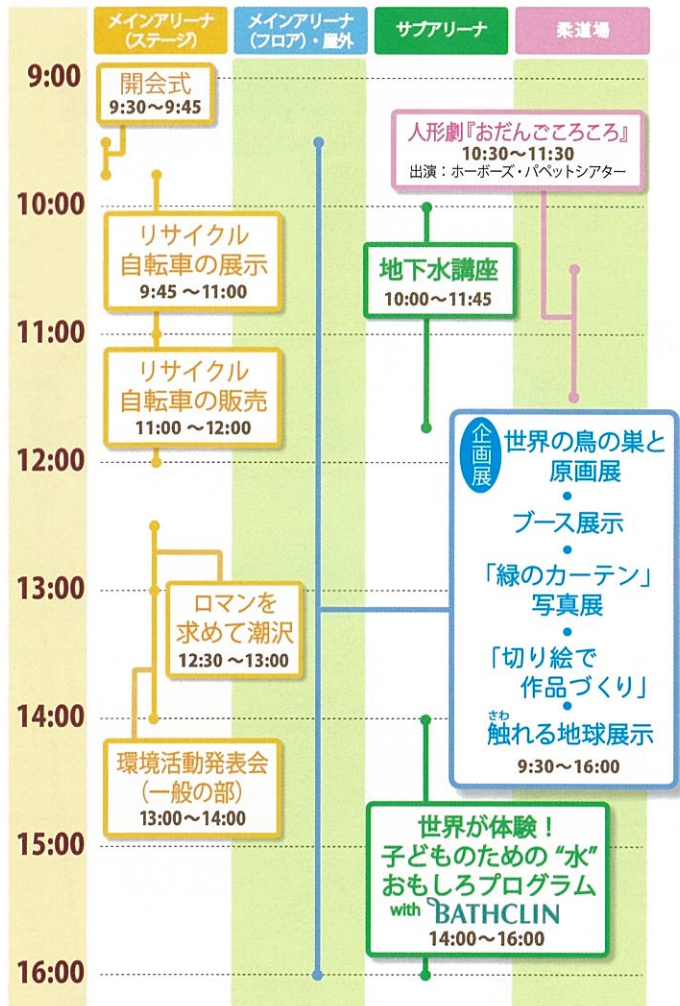 メインアリーナ
(ステージ)
メインアリーナ
(フロア)・屋外
サブアリーナ
柔道場
9:00
10:00
11:00
12:00
13:00
14:00
15:00
16:00
開会式
9:30〜9:45
リサイクル
自転車の展示
9:45 〜11:00
リサイクル
自転車の販売
11:00 〜12:00
ロマンを
求めて潮沢
12:30 〜13:00
環境活動発表会
(一般の部)
13:00〜14:00
地下水講座
10:00〜11:45
世界が体験!
子どものための “水”
おもしろプログラム
with BATHCLIN
14:00〜16:00
人形劇『おだんごころころ』
10:30〜11:30
出演:ホーボーズ・パペットシアター
企画展
世界の鳥の巣と
原画展
・
ブース展示
・
「緑のカーテン」
写真展
・
「切り絵で
作品づくり」
・
さわ
触れる地球展示
9:30〜16:00